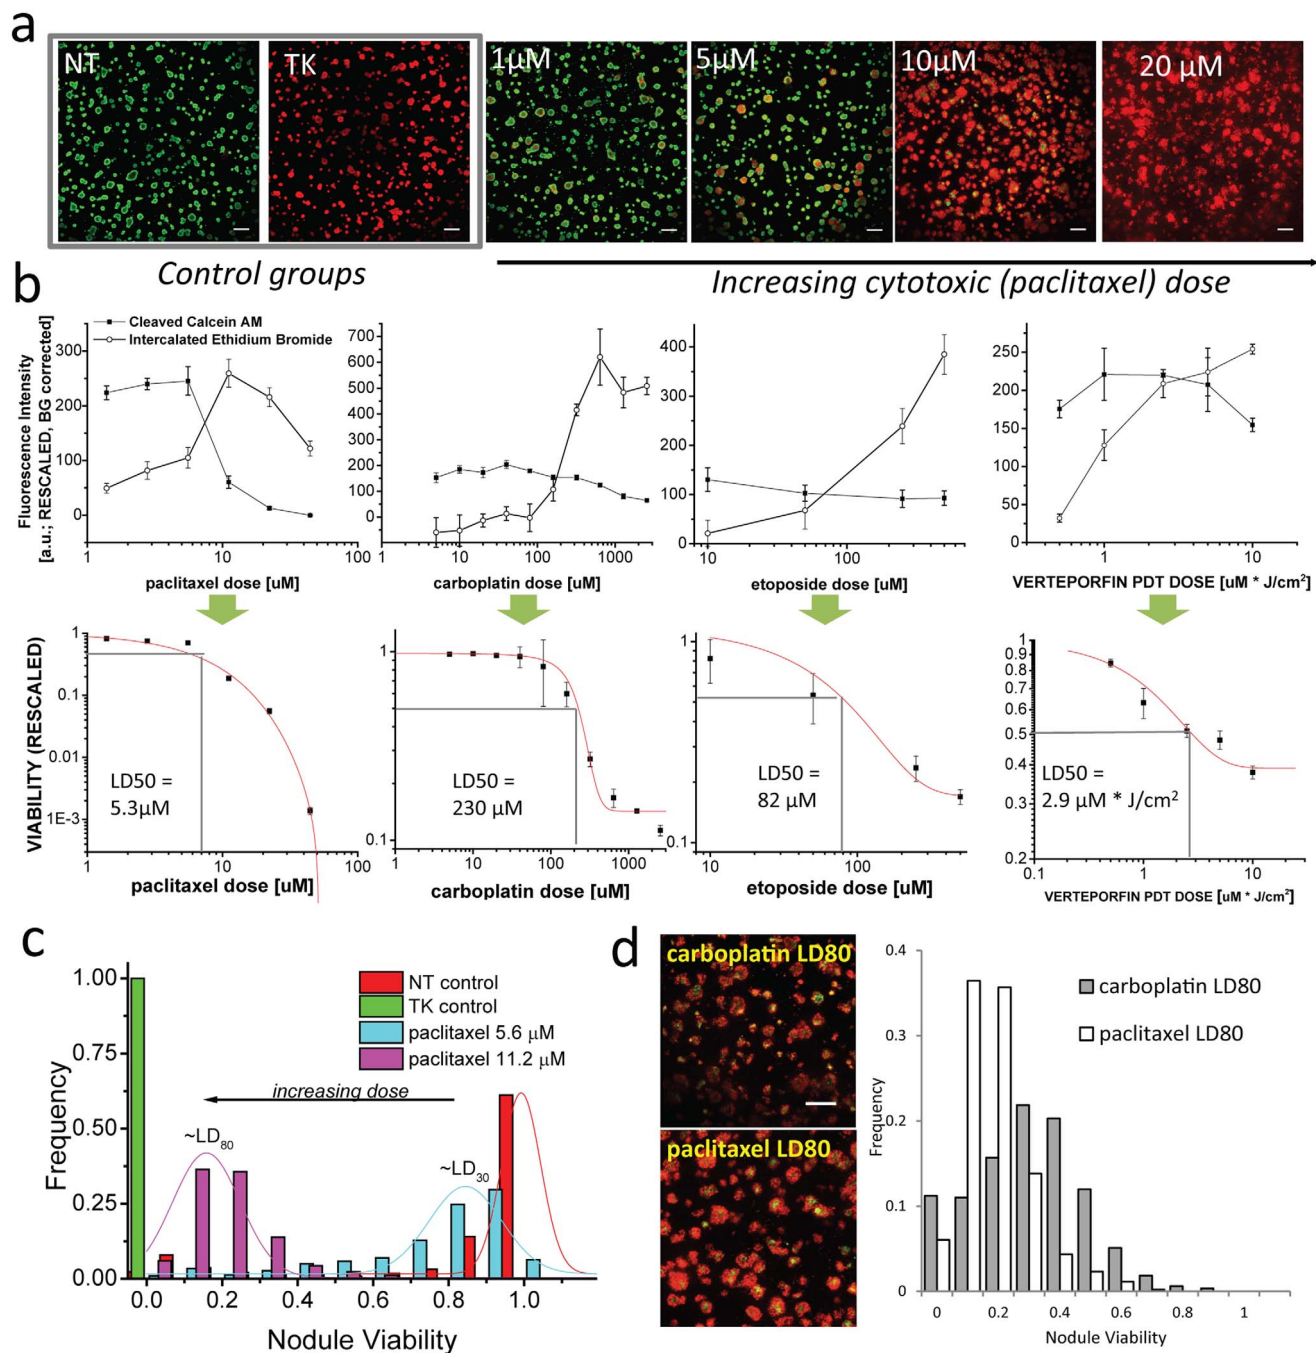 a
NT
TK
1µM
5µM
10µM
20 µM
Control groups
Increasing cytotoxic (paclitaxel) dose
b
Cleaved Calcein AM
Intercalated Ethidium Bromide
Fluorescence Intensity
[a.u.; RESCALED, BG corrected]
300
200
100
0
1
10
100
paclitaxel dose [uM]
700
600
500
400
300
200
100
0
10
100
1000
carboplatin dose [uM]
400
300
200
100
0
10
100
etoposide dose [uM]
250
200
150
100
50
0
1
10
VERTEPORFIN PDT DOSE [uM * J/cm²]
VIABILITY (RESCALED)
1
0.1
0.01
1E-3
LD50 =
5.3µM
1
10
100
paclitaxel dose [uM]
1
0.1
LD50 =
230 µM
1
10
100
1000
carboplatin dose [uM]
1
0.1
LD50 =
82 µM
10
100
etoposide dose [uM]
0.9
0.8
0.7
0.6
0.5
0.4
0.3
0.2
LD50 =
2.9 µM * J/cm²
0.1
1
10
VERTEPORFIN PDT DOSE [uM * J/cm²]
c
Frequency
1.00
0.75
0.50
0.25
0.00
NT control
TK control
paclitaxel 5.6 µM
paclitaxel 11.2 µM
increasing dose
~LD₈₀
~LD₃₀
0.0
0.2
0.4
0.6
0.8
1.0
Nodule Viability
d
carboplatin LD80
paclitaxel LD80
Frequency
0.4
0.3
0.2
0.1
0
carboplatin LD80
paclitaxel LD80
0
0.2
0.4
0.6
0.8
1
Nodule Viability